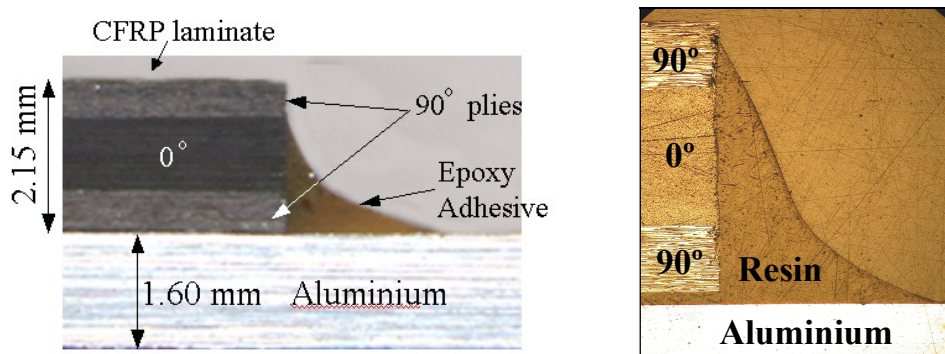 CFRP laminate
90° plies
0°
2.15 mm
Epoxy
Adhesive
1.60 mm Aluminium
90°
0°
90°
Resin
Aluminium